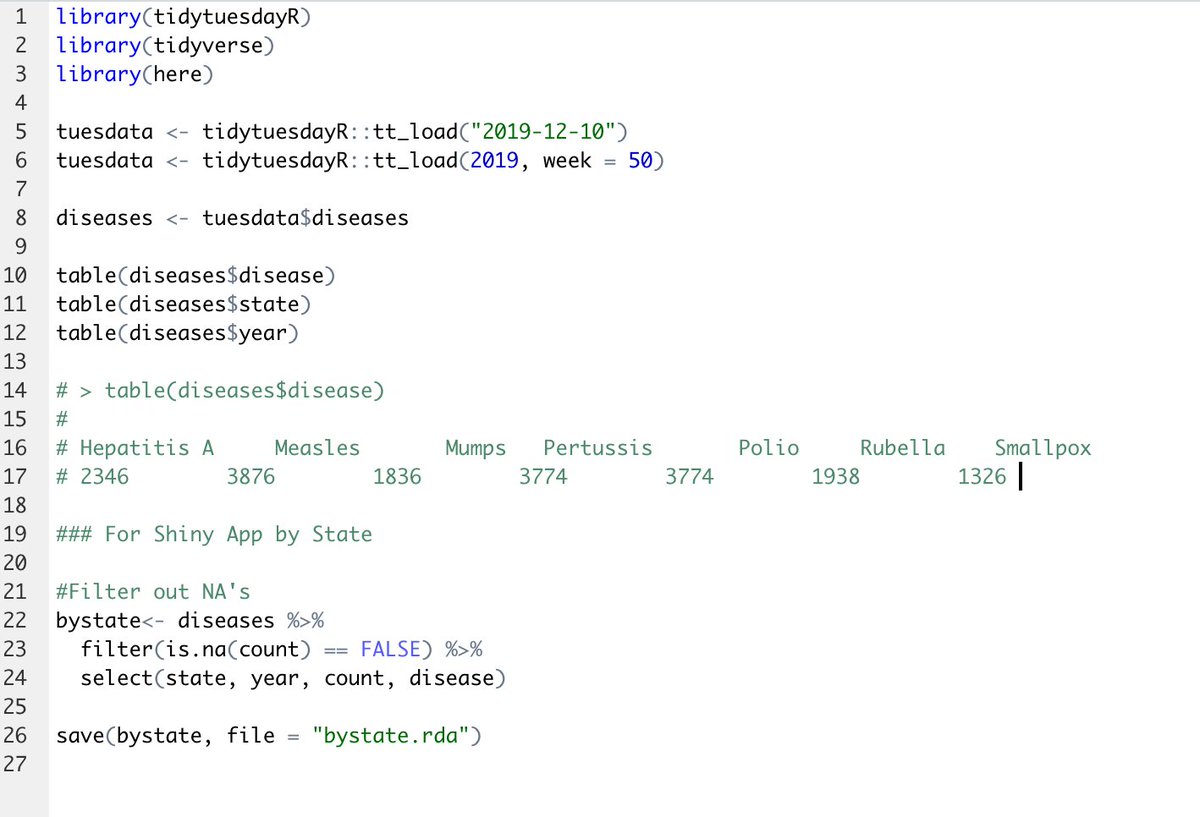 1 library(tidytuesdayR)
2 library(tidyverse)
3 library(here)
4
5 tuesdata <- tidytuesdayR::tt_load("2019-12-10")
6 tuesdata <- tidytuesdayR::tt_load(2019, week = 50)
7
8 diseases <- tuesdata$diseases
9
10 table(diseases$disease)
11 table(diseases$state)
12 table(diseases$year)
13
14 # > table(diseases$disease)
15 #
16 # Hepatitis A     Measles       Mumps   Pertussis       Polio     Rubella    Smallpox
17 # 2346        3876        1836        3774        3774        1938        1326
18
19 ### For Shiny App by State
20
21 #Filter out NA's
22 bystate<- diseases %>%
23   filter(is.na(count) == FALSE) %>%
24   select(state, year, count, disease)
25
26 save(bystate, file = "bystate.rda")
27